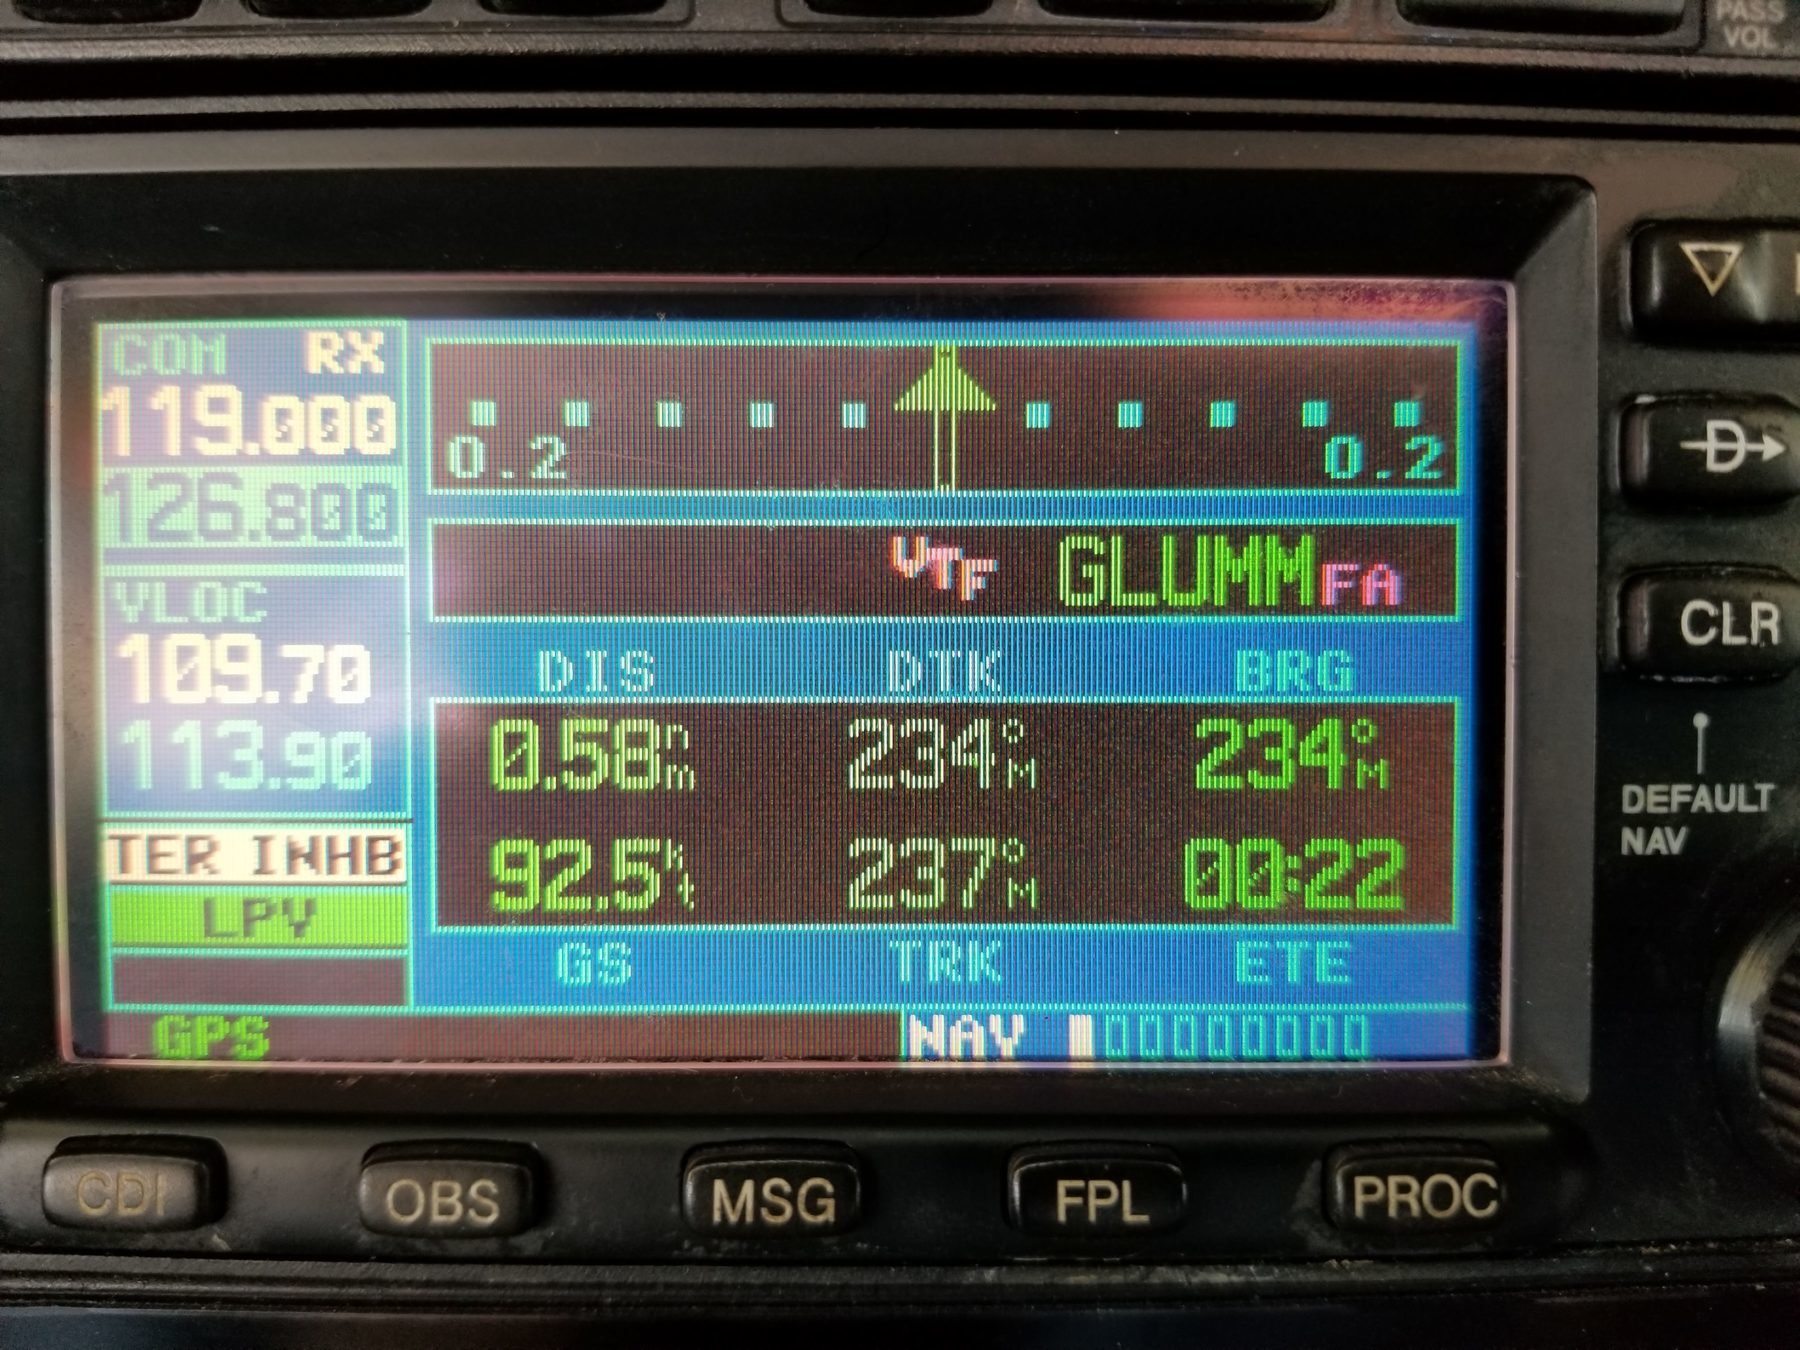 PASS
VOL
COM RX
119.000
126.800
VLOC
109.70
113.90
TER INHB
LPV
GPS
0.2 0.2
VTF GLUMM FA
DIS DTK BRG
0.58nm 234°M 234°M
92.5kt 237°M 00:22
GS TRK ETE
NAV
D
CLR
DEFAULT
NAV
CDI OBS MSG FPL PROC